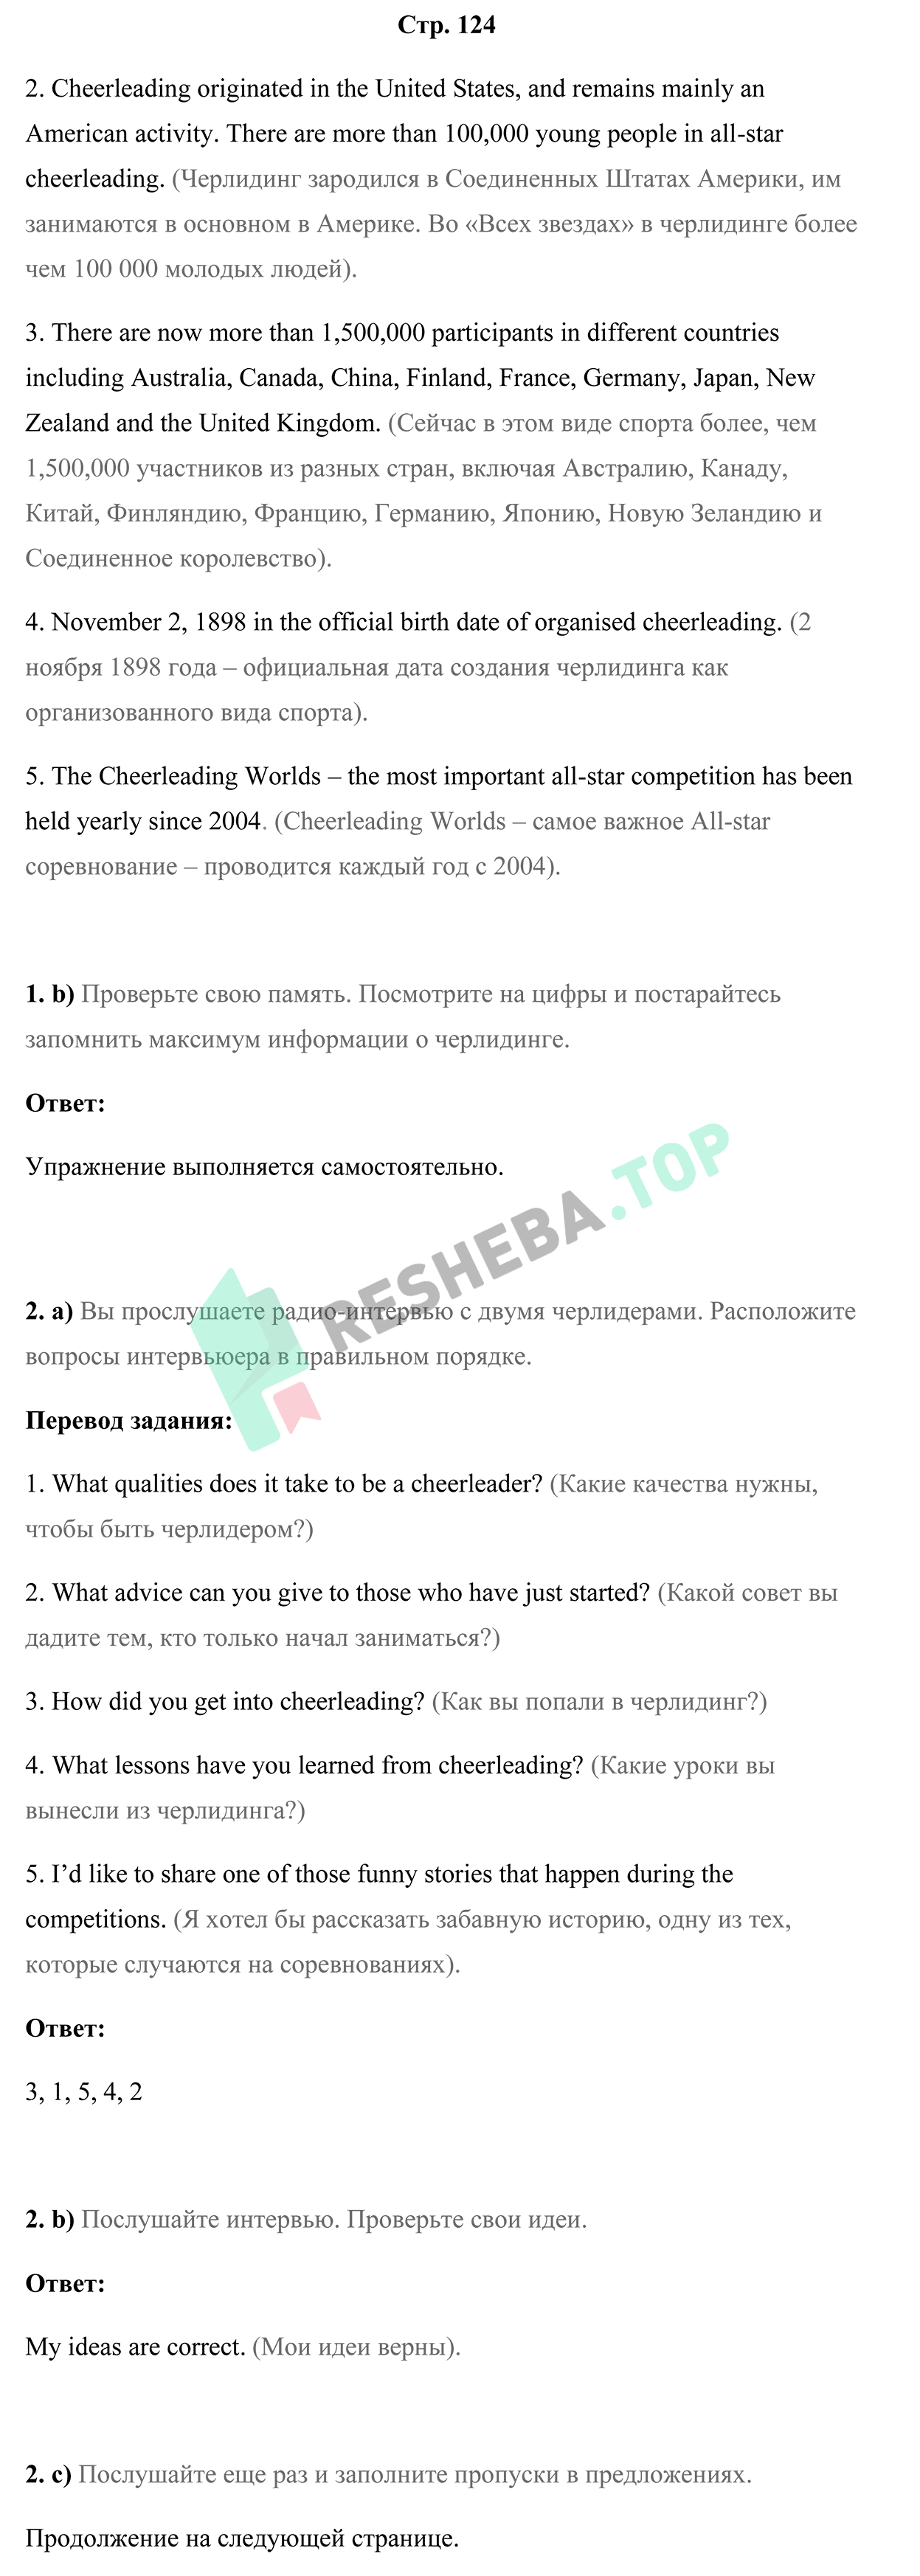 Стр. 124
2. Cheerleading originated in the United States, and remains mainly an
American activity. There are more than 100,000 young people in all-star
cheerleading. (Черлидинг зародился в Соединенных Штатах Америки, им
занимаются в основном в Америке. Во «Всех звездах» в черлидинге более
чем 100 000 молодых людей).
3. There are now more than 1,500,000 participants in different countries
including Australia, Canada, China, Finland, France, Germany, Japan, New
Zealand and the United Kingdom. (Сейчас в этом виде спорта более, чем
1,500,000 участников из разных стран, включая Австралию, Канаду,
Китай, Финляндию, Францию, Германию, Японию, Новую Зеландию и
Соединенное королевство).
4. November 2, 1898 in the official birth date of organised cheerleading. (2
ноября 1898 года – официальная дата создания черлидинга как
организованного вида спорта).
5. The Cheerleading Worlds – the most important all-star competition has been
held yearly since 2004. (Cheerleading Worlds – самое важное All-star
соревнование – проводится каждый год с 2004).
1. b) Проверьте свою память. Посмотрите на цифры и постарайтесь
запомнить максимум информации о черлидинге.
Ответ:
Упражнение выполняется самостоятельно.
RESHEBA.TOP
2. a) Вы прослушаете радио-интервью с двумя черлидерами. Расположите
вопросы интервьюера в правильном порядке.
Перевод задания:
1. What qualities does it take to be a cheerleader? (Какие качества нужны,
чтобы быть черлидером?)
2. What advice can you give to those who have just started? (Какой совет вы
дадите тем, кто только начал заниматься?)
3. How did you get into cheerleading? (Как вы попали в черлидинг?)
4. What lessons have you learned from cheerleading? (Какие уроки вы
вынесли из черлидинга?)
5. I’d like to share one of those funny stories that happen during the
competitions. (Я хотел бы рассказать забавную историю, одну из тех,
которые случаются на соревнованиях).
Ответ:
3, 1, 5, 4, 2
2. b) Послушайте интервью. Проверьте свои идеи.
Ответ:
My ideas are correct. (Мои идеи верны).
2. c) Послушайте еще раз и заполните пропуски в предложениях.
Продолжение на следующей странице.